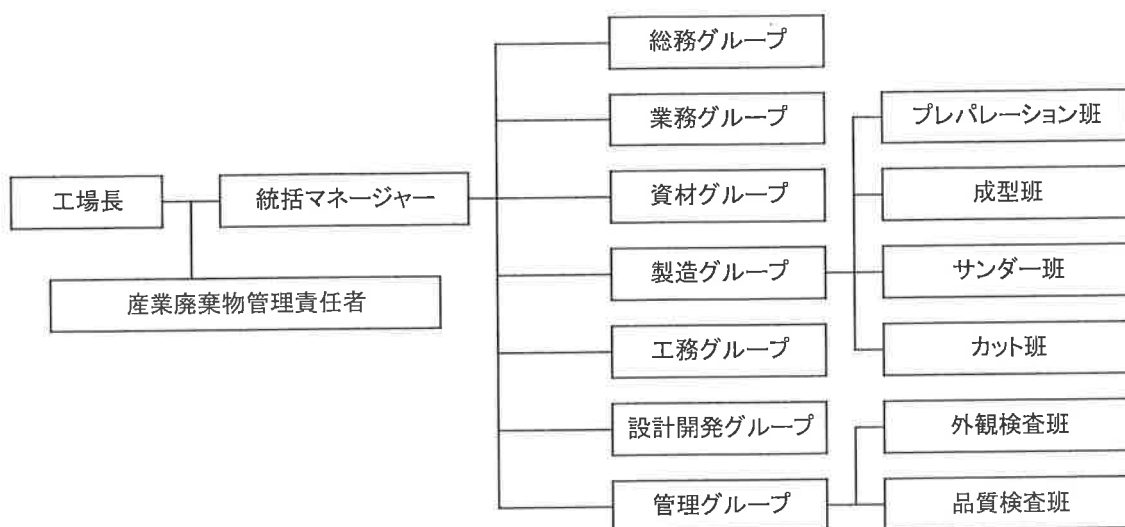 総務グループ
業務グループ
プレパレーション班
工場長
統括マネージャー
資材グループ
成型班
産業廃棄物管理責任者
製造グループ
サンダー班
工務グループ
カット班
設計開発グループ
外観検査班
管理グループ
品質検査班